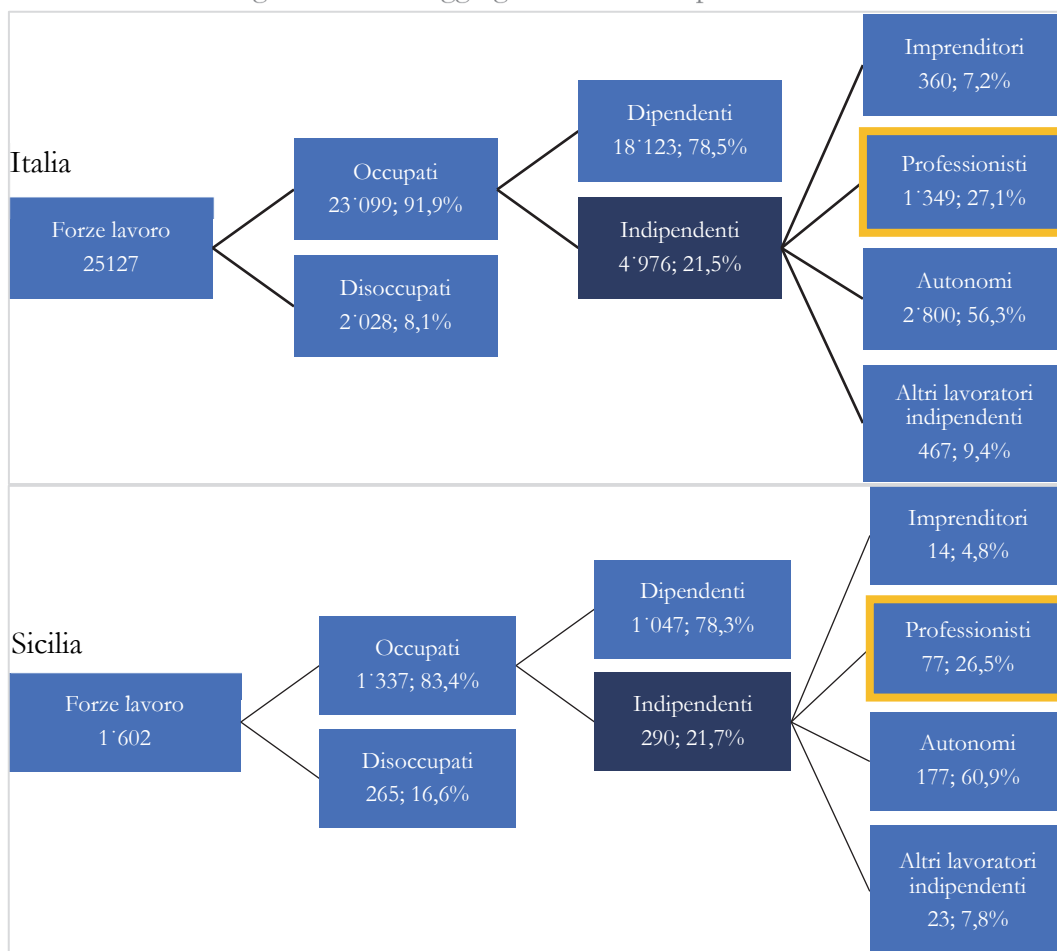 Italia
Forze lavoro
25127
Occupati
23˙099; 91,9%
Disoccupati
2˙028; 8,1%
Dipendenti
18˙123; 78,5%
Indipendenti
4˙976; 21,5%
Imprenditori
360; 7,2%
Professionisti
1˙349; 27,1%
Autonomi
2˙800; 56,3%
Altri lavoratori
indipendenti
467; 9,4%
Sicilia
Forze lavoro
1˙602
Occupati
1˙337; 83,4%
Disoccupati
265; 16,6%
Dipendenti
1˙047; 78,3%
Indipendenti
290; 21,7%
Imprenditori
14; 4,8%
Professionisti
77; 26,5%
Autonomi
177; 60,9%
Altri lavoratori
indipendenti
23; 7,8%